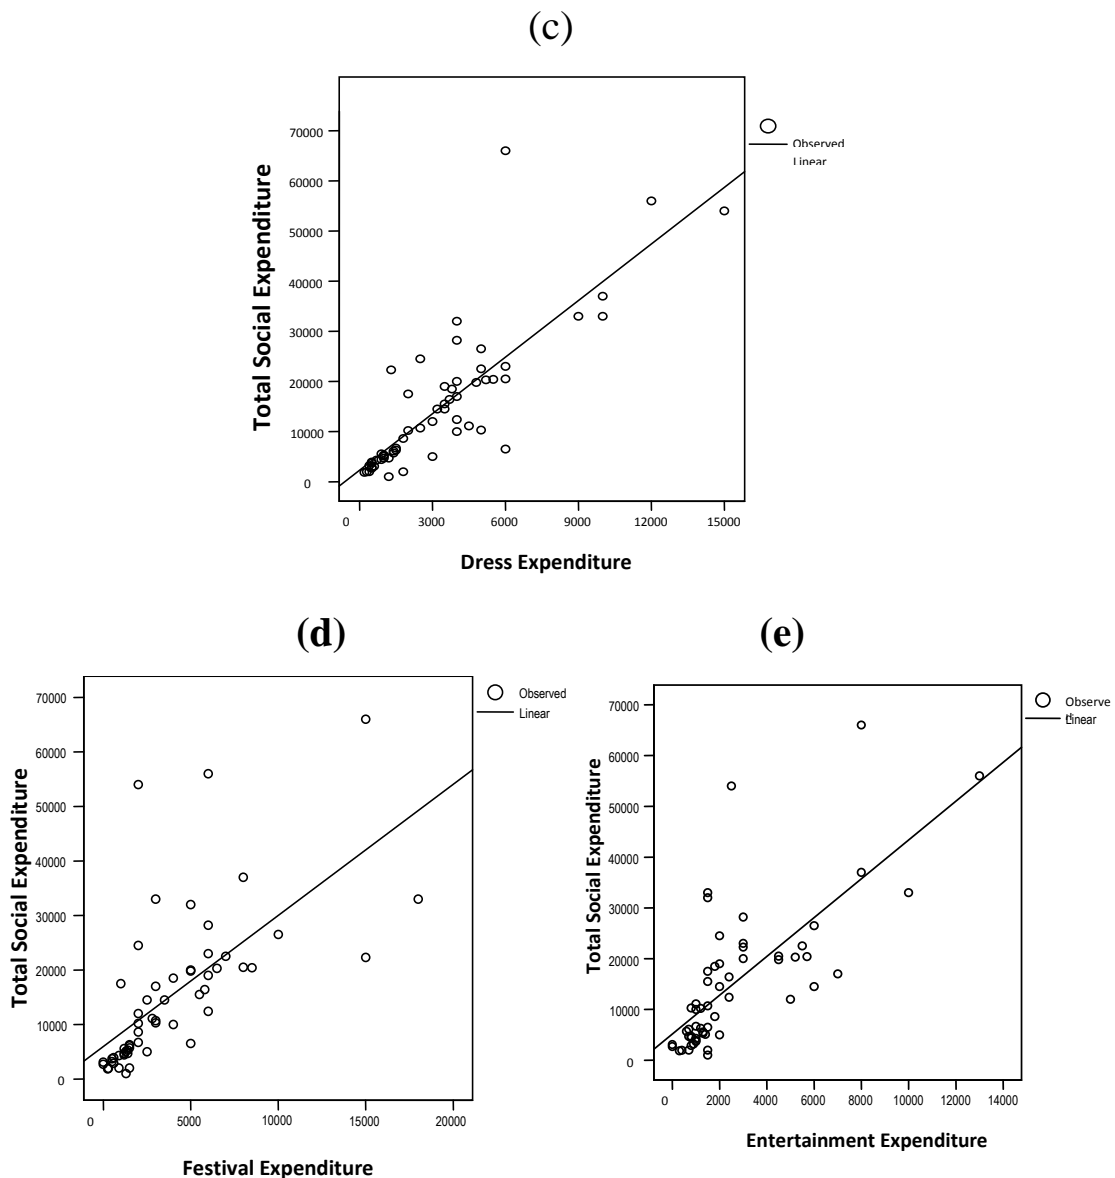 (c)
Total Social Expenditure
70000
60000
50000
40000
30000
20000
10000
0
0 3000 6000 9000 12000 15000
Dress Expenditure
Observed
Linear
(d)
Total Social Expenditure
70000
60000
50000
40000
30000
20000
10000
0
0 5000 10000 15000 20000
Festival Expenditure
Observed
Linear
(e)
Total Social Expenditure
70000
60000
50000
40000
30000
20000
10000
0
0 2000 4000 6000 8000 10000 12000 14000
Entertainment Expenditure
Observe
Linear